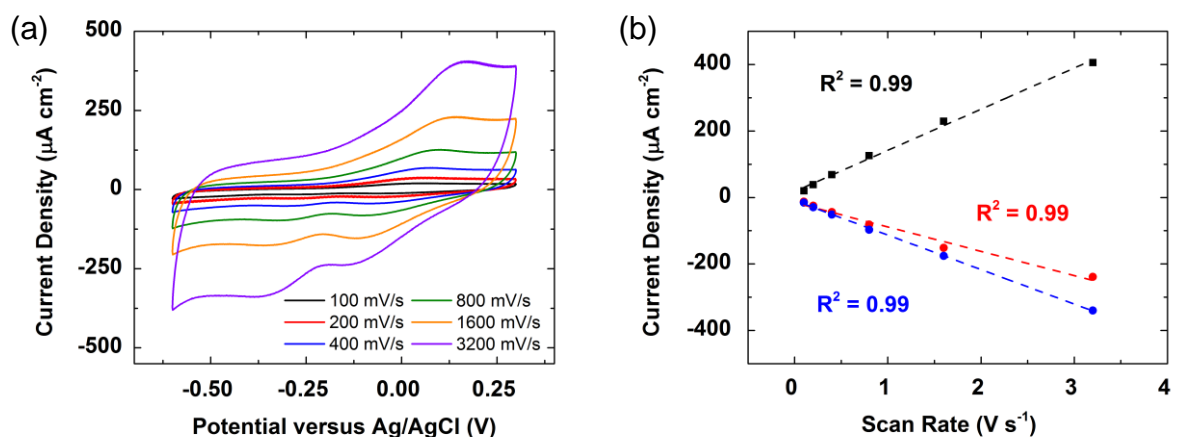 (a)
500
250
0
-250
-500
Current Density (µA cm⁻²)
-0.50
-0.25
0.00
0.25
Potential versus Ag/AgCl (V)
100 mV/s
200 mV/s
400 mV/s
800 mV/s
1600 mV/s
3200 mV/s
(b)
400
200
0
-200
-400
Current Density (µA cm⁻²)
R² = 0.99
R² = 0.99
R² = 0.99
0
1
2
3
4
Scan Rate (V s⁻¹)